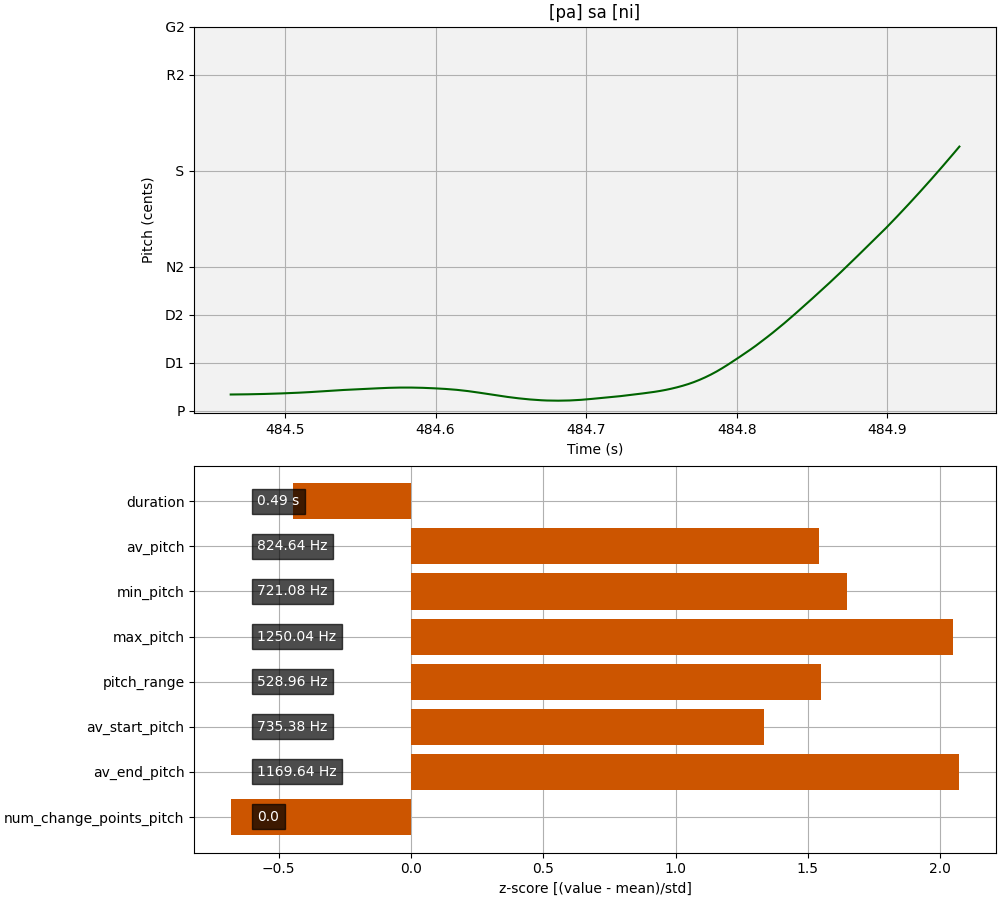 [pa] sa [ni]
G2
R2
S
N2
D2
D1
P
Pitch (cents)
484.5 484.6 484.7 484.8 484.9
Time (s)
duration 0.49 s
av_pitch 824.64 Hz
min_pitch 721.08 Hz
max_pitch 1250.04 Hz
pitch_range 528.96 Hz
av_start_pitch 735.38 Hz
av_end_pitch 1169.64 Hz
num_change_points_pitch 0.0
−0.5 0.0 0.5 1.0 1.5 2.0
z-score [(value - mean)/std]